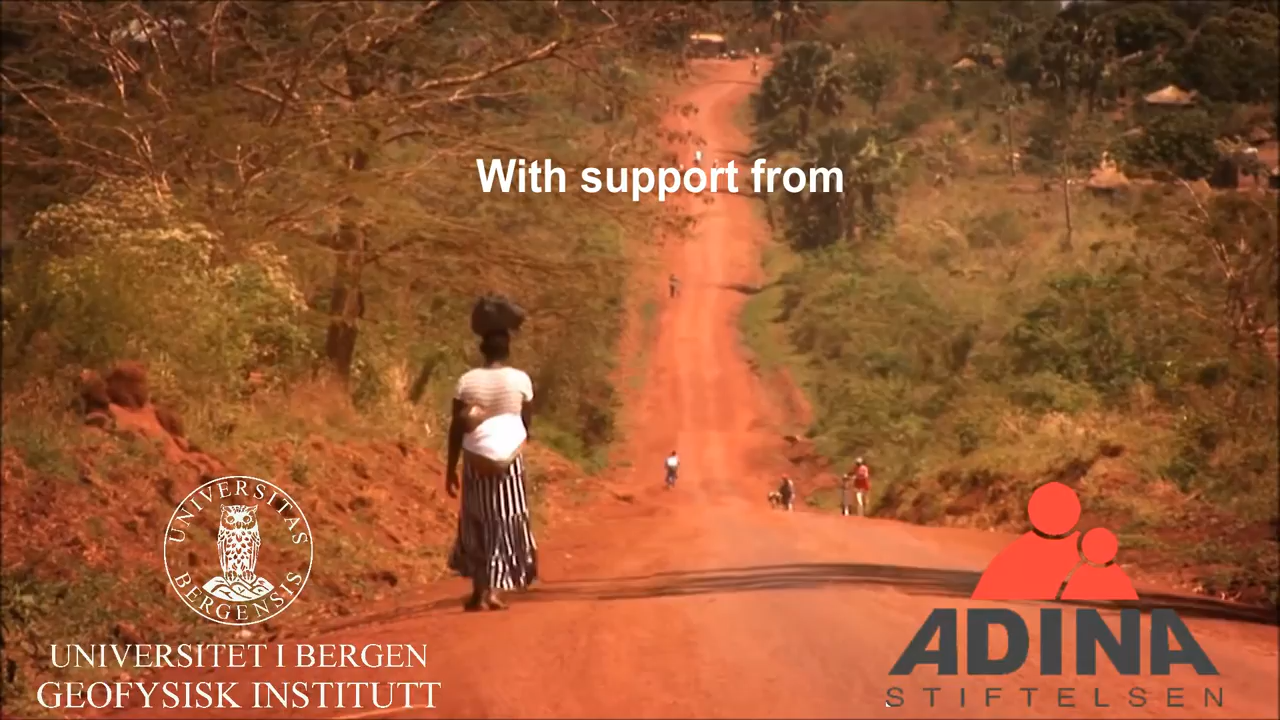 With support from
UNIVERSITAS
BERGENSIS
UNIVERSITET I BERGEN
GEOFYSISK INSTITUTT
ADINA
STIFTELSEN